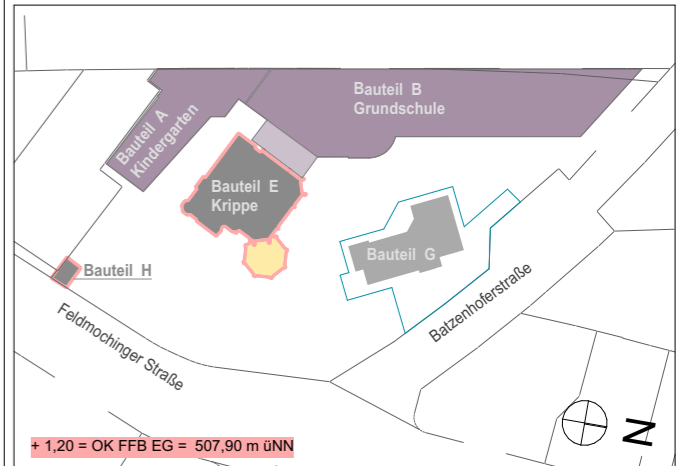 Bauteil B
Grundschule
Bauteil A
Kindergarten
Bauteil E
Krippe
Bauteil G
Bauteil H
Feldmochinger Straße
Batzenhoferstraße
N
+ 1,20 = OK FFB EG = 507,90 m üNN